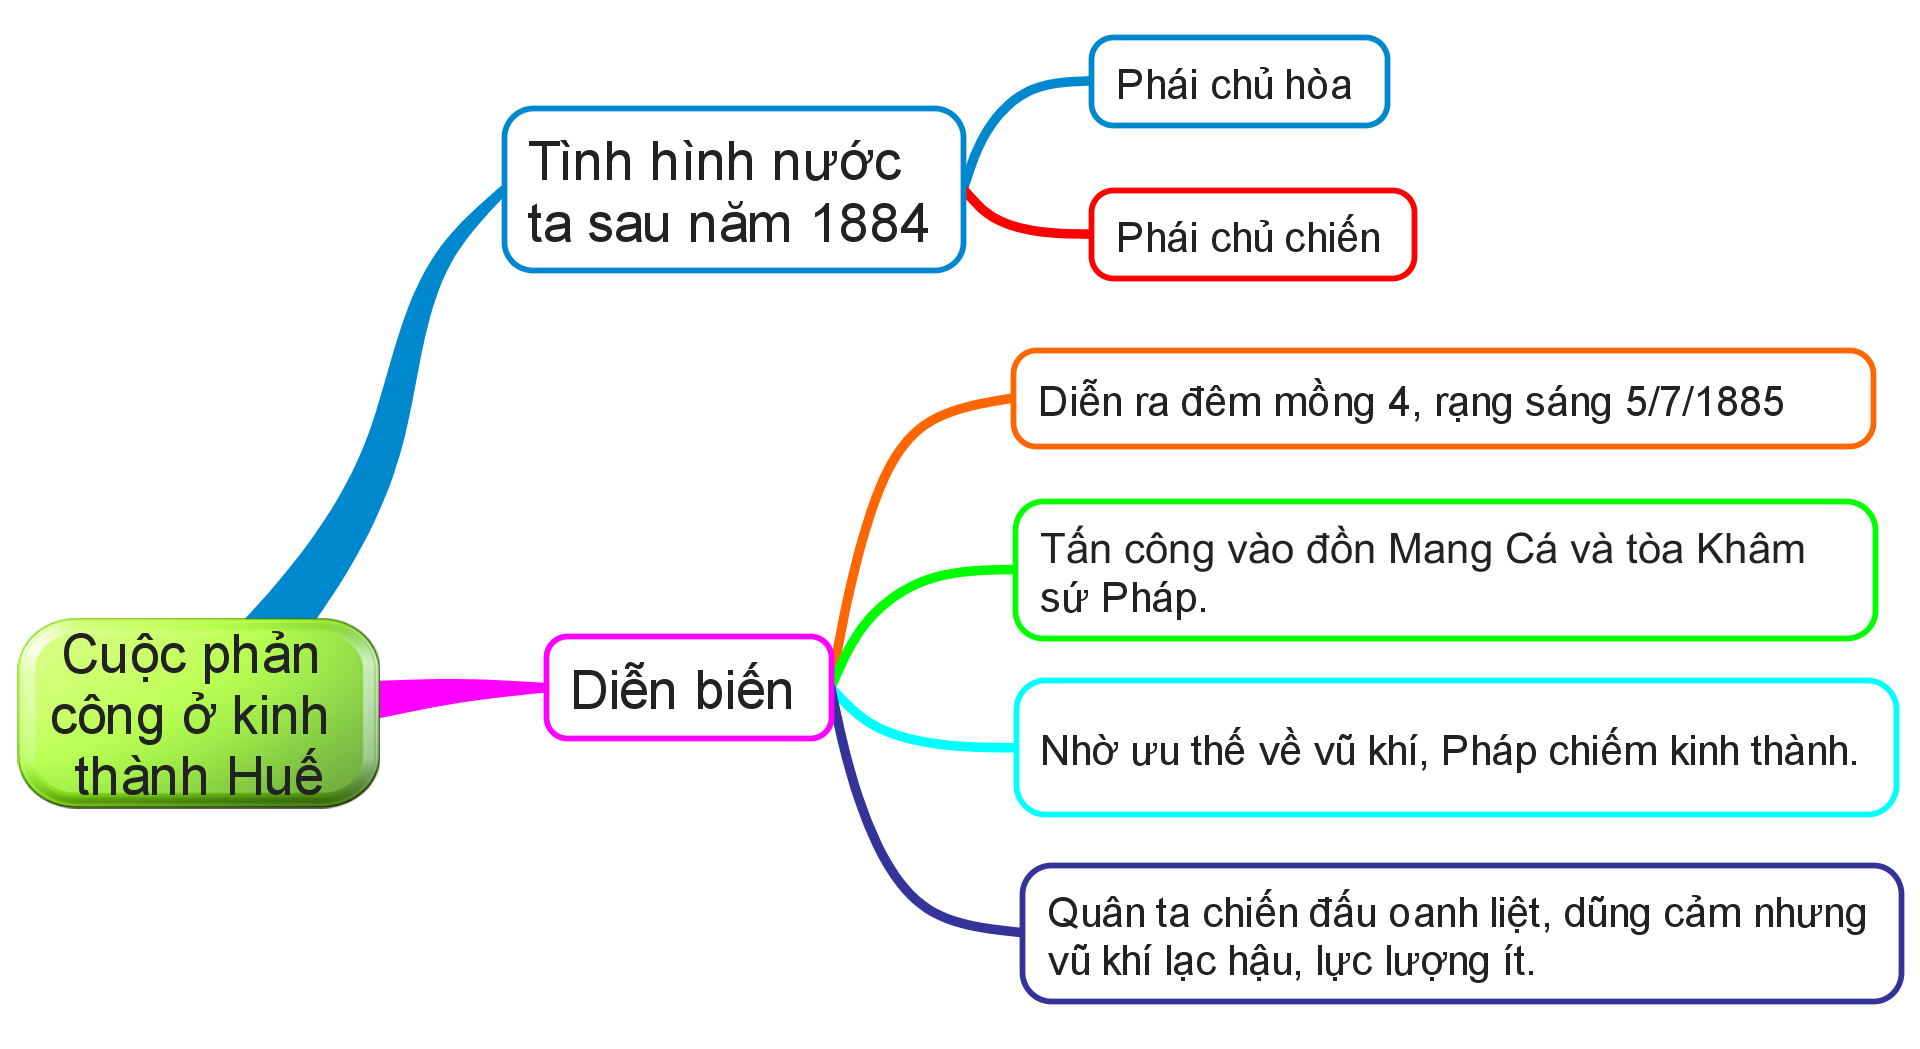 Phái chủ hòa
Tình hình nước
ta sau năm 1884
Phái chủ chiến
Diễn ra đêm mồng 4, rạng sáng 5/7/1885
Tấn công vào đồn Mang Cá và tòa Khâm
sứ Pháp.
Cuộc phản
công ở kinh
thành Huế
Diễn biến
Nhờ ưu thế về vũ khí, Pháp chiếm kinh thành.
Quân ta chiến đấu oanh liệt, dũng cảm nhưng
vũ khí lạc hậu, lực lượng ít.